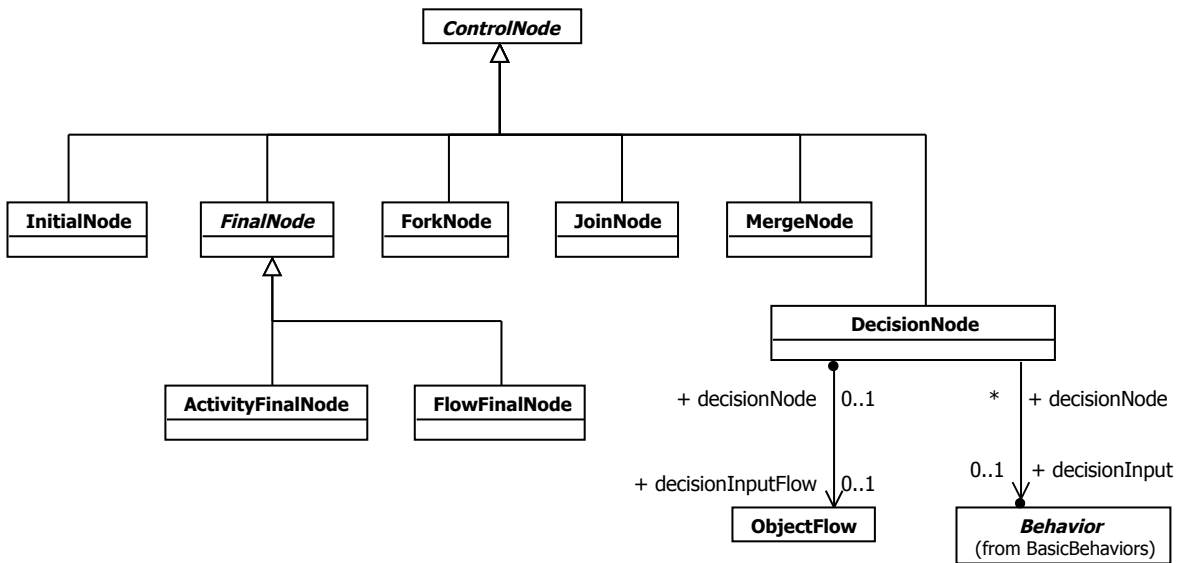 ControlNode
InitialNode
FinalNode
ForkNode
JoinNode
MergeNode
DecisionNode
ActivityFinalNode
FlowFinalNode
+ decisionNode
0..1
*
+ decisionNode
+ decisionInputFlow
0..1
0..1
+ decisionInput
ObjectFlow
Behavior
(from BasicBehaviors)